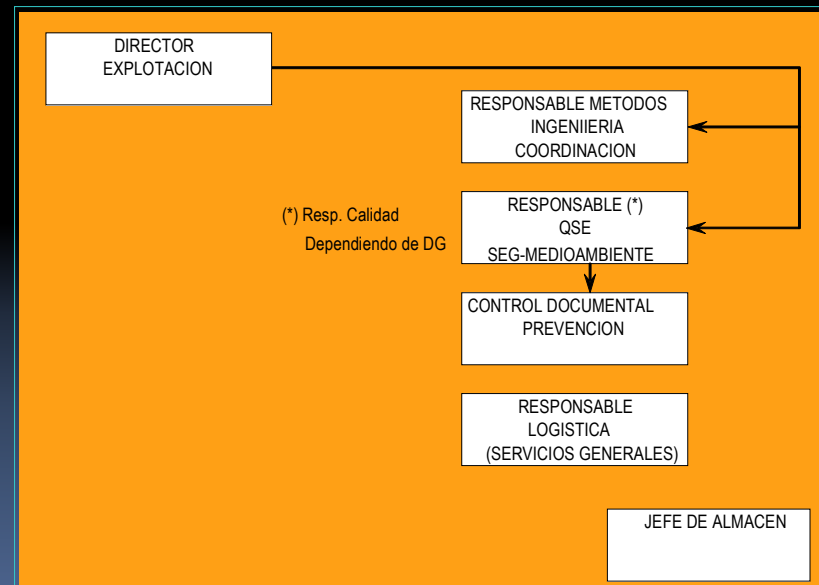 DIRECTOR
EXPLOTACION
RESPONSABLE METODOS
INGENIIERIA
COORDINACION
(*) Resp. Calidad
Dependiendo de DG
RESPONSABLE (*)
QSE
SEG-MEDIOAMBIENTE
CONTROL DOCUMENTAL
PREVENCION
RESPONSABLE
LOGISTICA
(SERVICIOS GENERALES)
JEFE DE ALMACEN